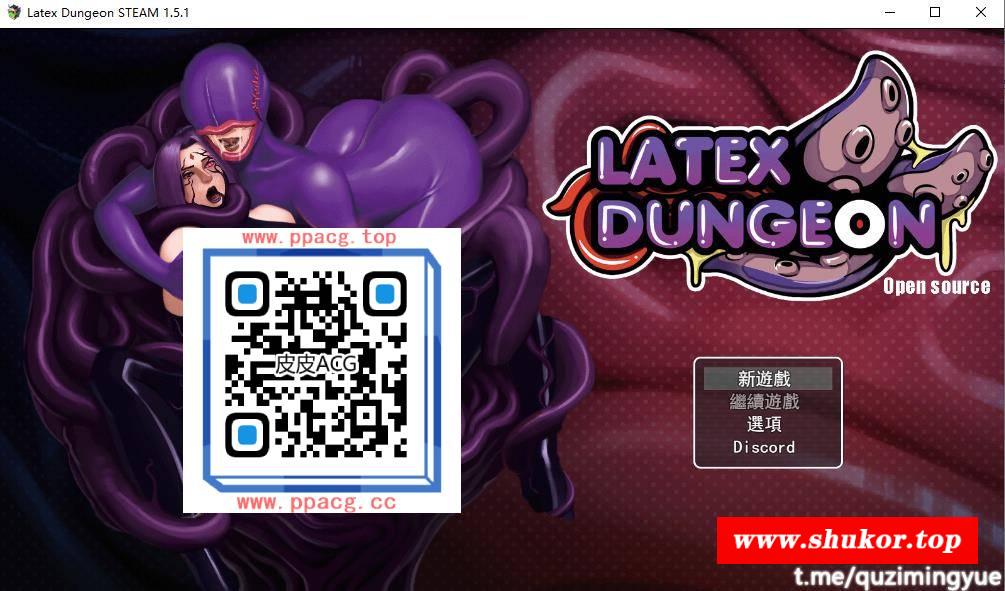 Latex Dungeon STEAM 1.5.1
LATEX
DUNGEON
Open source
www.ppacg.top
皮皮ACG
www.ppacg.cc
新遊戲
繼續遊戲
選項
Discord
www.shukor.top
t.me/quzimingyue